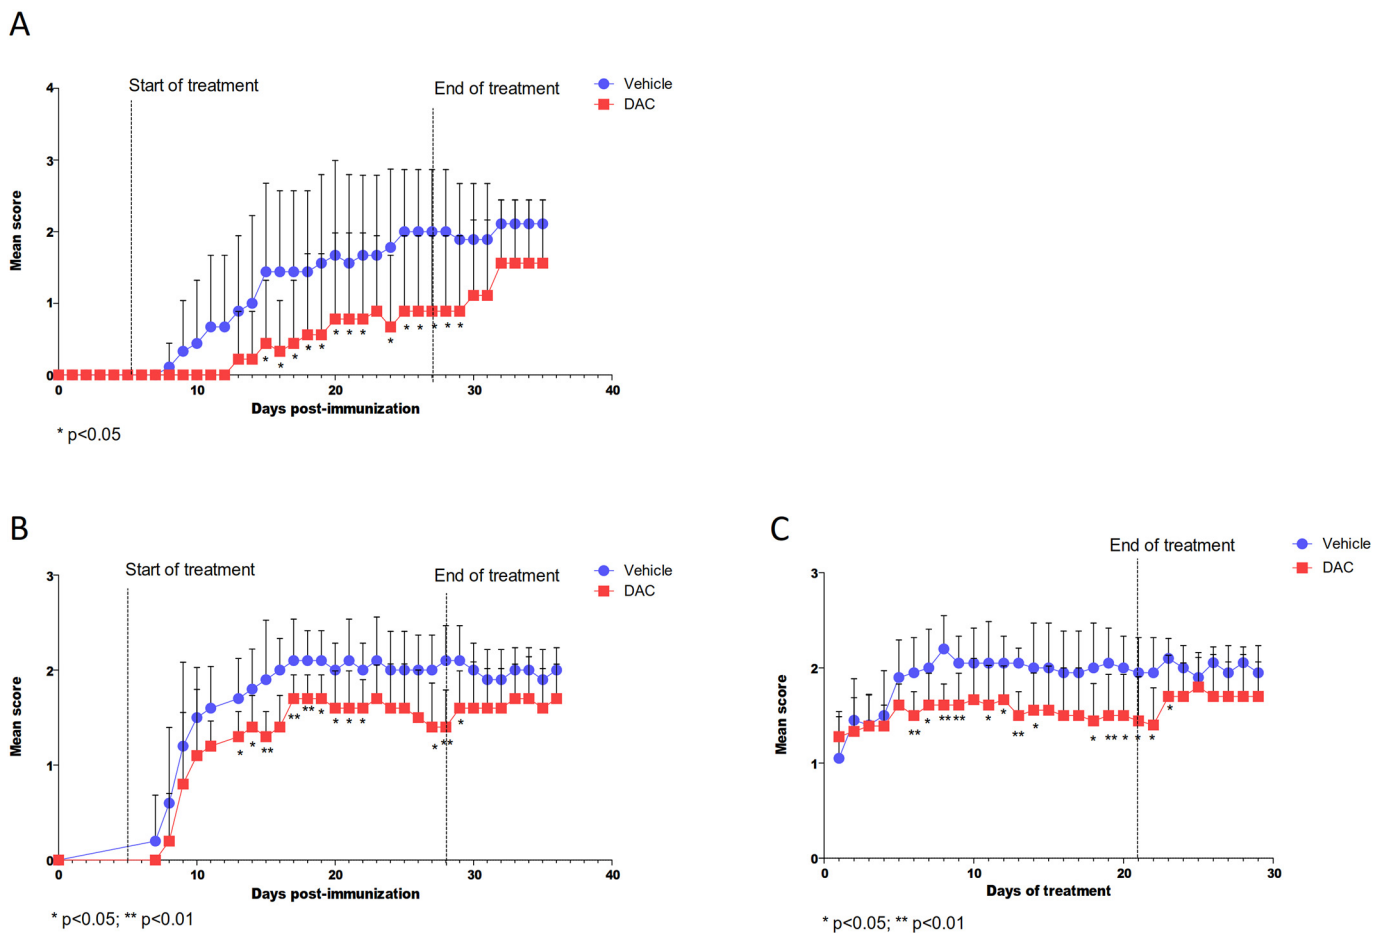 A
Start of treatment
End of treatment
Vehicle
DAC
4
3
2
1
0
Mean score
* * * * * * * * * * * * * * *
0 10 20 30 40
Days post-immunization
* p<0.05
B
Start of treatment
End of treatment
Vehicle
DAC
3
2
1
0
Mean score
* * ** ** ** * * * * * ** *
0 10 20 30 40
Days post-immunization
* p<0.05; ** p<0.01
C
End of treatment
Vehicle
DAC
3
2
1
0
Mean score
** * ** ** * * ** * * ** * * * *
0 10 20 30
Days of treatment
* p<0.05; ** p<0.01